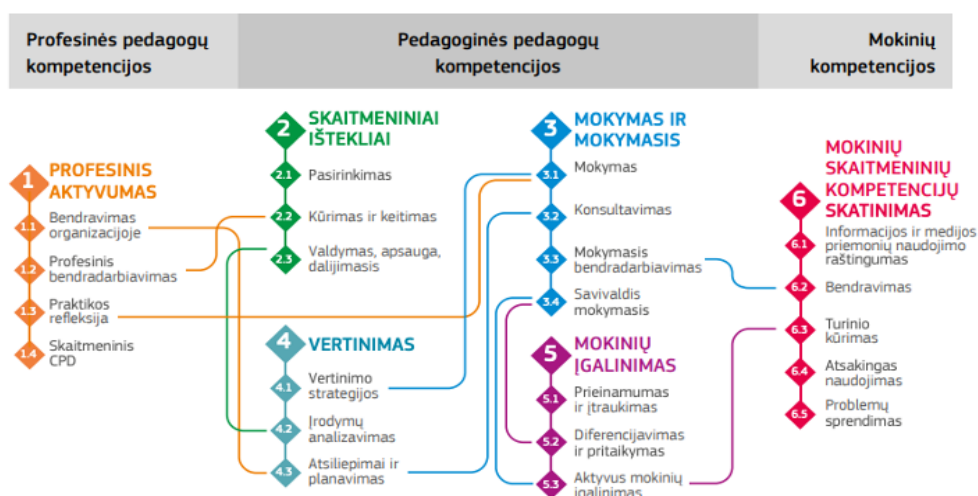 Profesinės pedagogų
kompetencijos
Pedagoginės pedagogų
kompetencijos
Mokinių
kompetencijos
1
PROFESINIS
AKTYVUMAS
1.1
Bendravimas
organizacijoje
1.2
Profesinis
bendradarbiavimas
1.3
Praktikos
refleksija
1.4
Skaitmeninis
CPD
2
SKAITMENINIAI
IŠTEKLIAI
2.1
Pasirinkimas
2.2
Kūrimas ir keitimas
2.3
Valdymas, apsauga,
dalijimasis
4
VERTINIMAS
4.1
Vertinimo
strategijos
4.2
Įrodymų
analizavimas
4.3
Atsiliepimai ir
planavimas
3
MOKYMAS IR
MOKYMASIS
3.1
Mokymas
3.2
Konsultavimas
3.3
Mokymasis
bendradarbiavimas
3.4
Savivaldis
mokymasis
5
MOKINIŲ
ĮGALINIMAS
5.1
Prieinamumas
ir įtraukimas
5.2
Diferencijavimas
ir pritaikymas
5.3
Aktyvus mokinių
įgalinimas
6
MOKINIŲ
SKAITMENINIŲ
KOMPETENCIJŲ
SKATINIMAS
6.1
Informacijos ir medijos
priemonių naudojimo
raštingumas
6.2
Bendravimas
6.3
Turinio
kūrimas
6.4
Atsakingas
naudojimas
6.5
Problemų
sprendimas